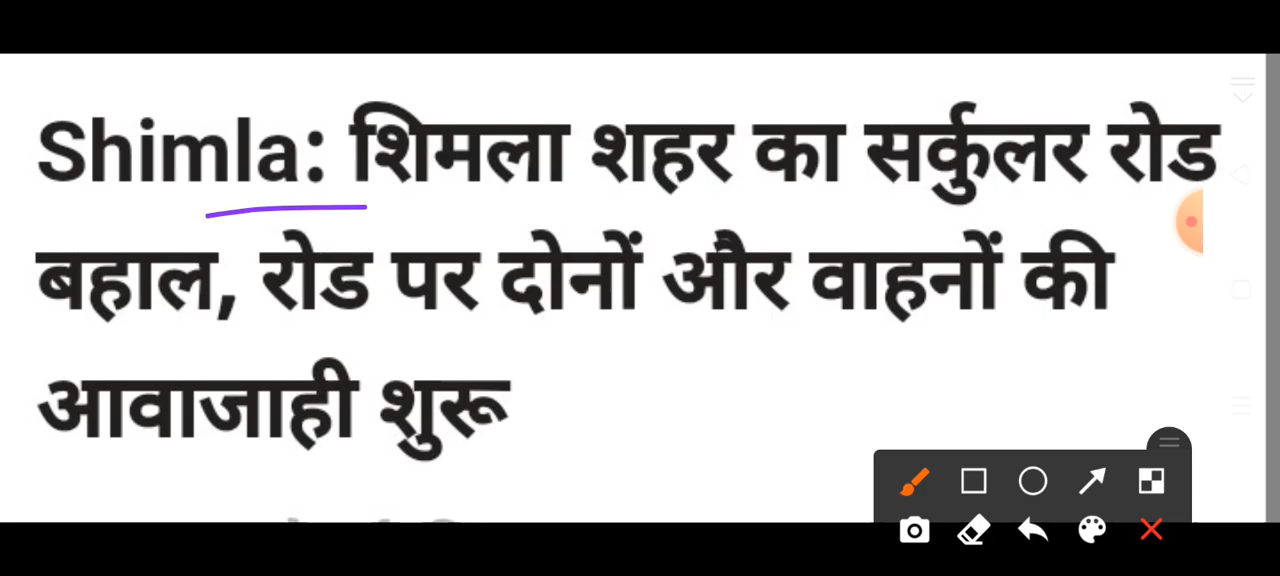 Shimla: शिमला शहर का सर्कुलर रोड
बहाल, रोड पर दोनों और वाहनों की
आवाजाही शुरू